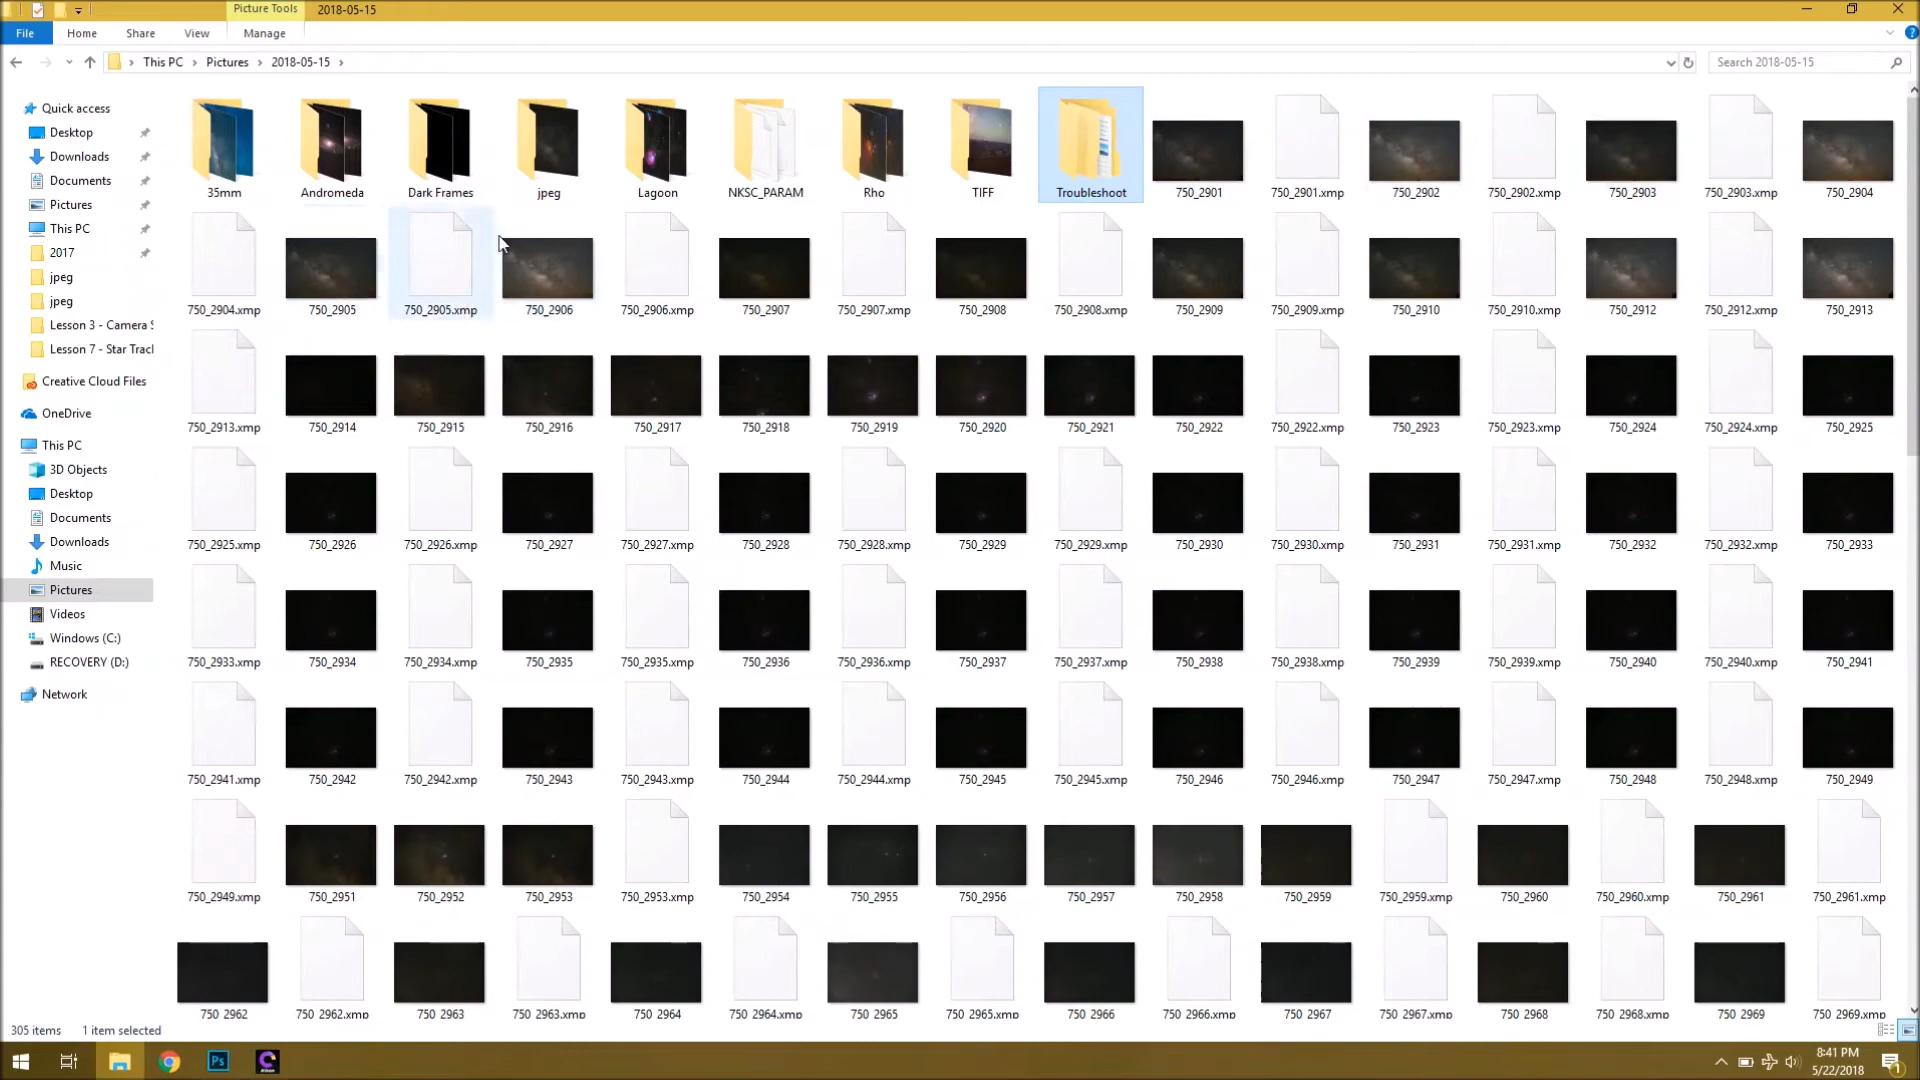 Picture Tools
2018-05-15
File
Home
Share
View
Manage
This PC
Pictures
2018-05-15
Search 2018-05-15
Quick access
Desktop
Downloads
Documents
Pictures
This PC
2017
jpeg
jpeg
Lesson 3 - Camera S
Lesson 7 - Star Tracl
Creative Cloud Files
OneDrive
This PC
3D Objects
Desktop
Documents
Downloads
Music
Pictures
Videos
Windows (C:)
RECOVERY (D:)
Network
35mm
Andromeda
Dark Frames
jpeg
Lagoon
NKSC_PARAM
Rho
TIFF
Troubleshoot
750_2901
750_2901.xmp
750_2902
750_2902.xmp
750_2903
750_2903.xmp
750_2904
750_2904.xmp
750_2905
750_2905.xmp
750_2906
750_2906.xmp
750_2907
750_2907.xmp
750_2908
750_2908.xmp
750_2909
750_2909.xmp
750_2910
750_2910.xmp
750_2912
750_2912.xmp
750_2913
750_2913.xmp
750_2914
750_2915
750_2916
750_2917
750_2918
750_2919
750_2920
750_2921
750_2922
750_2922.xmp
750_2923
750_2923.xmp
750_2924
750_2924.xmp
750_2925
750_2925.xmp
750_2926
750_2926.xmp
750_2927
750_2927.xmp
750_2928
750_2928.xmp
750_2929
750_2929.xmp
750_2930
750_2930.xmp
750_2931
750_2931.xmp
750_2932
750_2932.xmp
750_2933
750_2933.xmp
750_2934
750_2934.xmp
750_2935
750_2935.xmp
750_2936
750_2936.xmp
750_2937
750_2937.xmp
750_2938
750_2938.xmp
750_2939
750_2939.xmp
750_2940
750_2940.xmp
750_2941
750_2941.xmp
750_2942
750_2942.xmp
750_2943
750_2943.xmp
750_2944
750_2944.xmp
750_2945
750_2945.xmp
750_2946
750_2946.xmp
750_2947
750_2947.xmp
750_2948
750_2948.xmp
750_2949
750_2949.xmp
750_2951
750_2952
750_2953
750_2953.xmp
750_2954
750_2955
750_2956
750_2957
750_2958
750_2959
750_2959.xmp
750_2960
750_2960.xmp
750_2961
750_2961.xmp
750_2962
750_2962.xmp
750_2963
750_2963.xmp
750_2964
750_2964.xmp
750_2965
750_2965.xmp
750_2966
750_2966.xmp
750_2967
750_2967.xmp
750_2968
750_2968.xmp
750_2969
750_2969.xmp
305 items
1 item selected
Ps
8:41 PM
5/22/2018
1